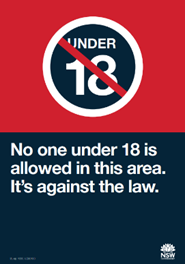 UNDER
18
No one under 18 is
allowed in this area.
It's against the law.
NSW